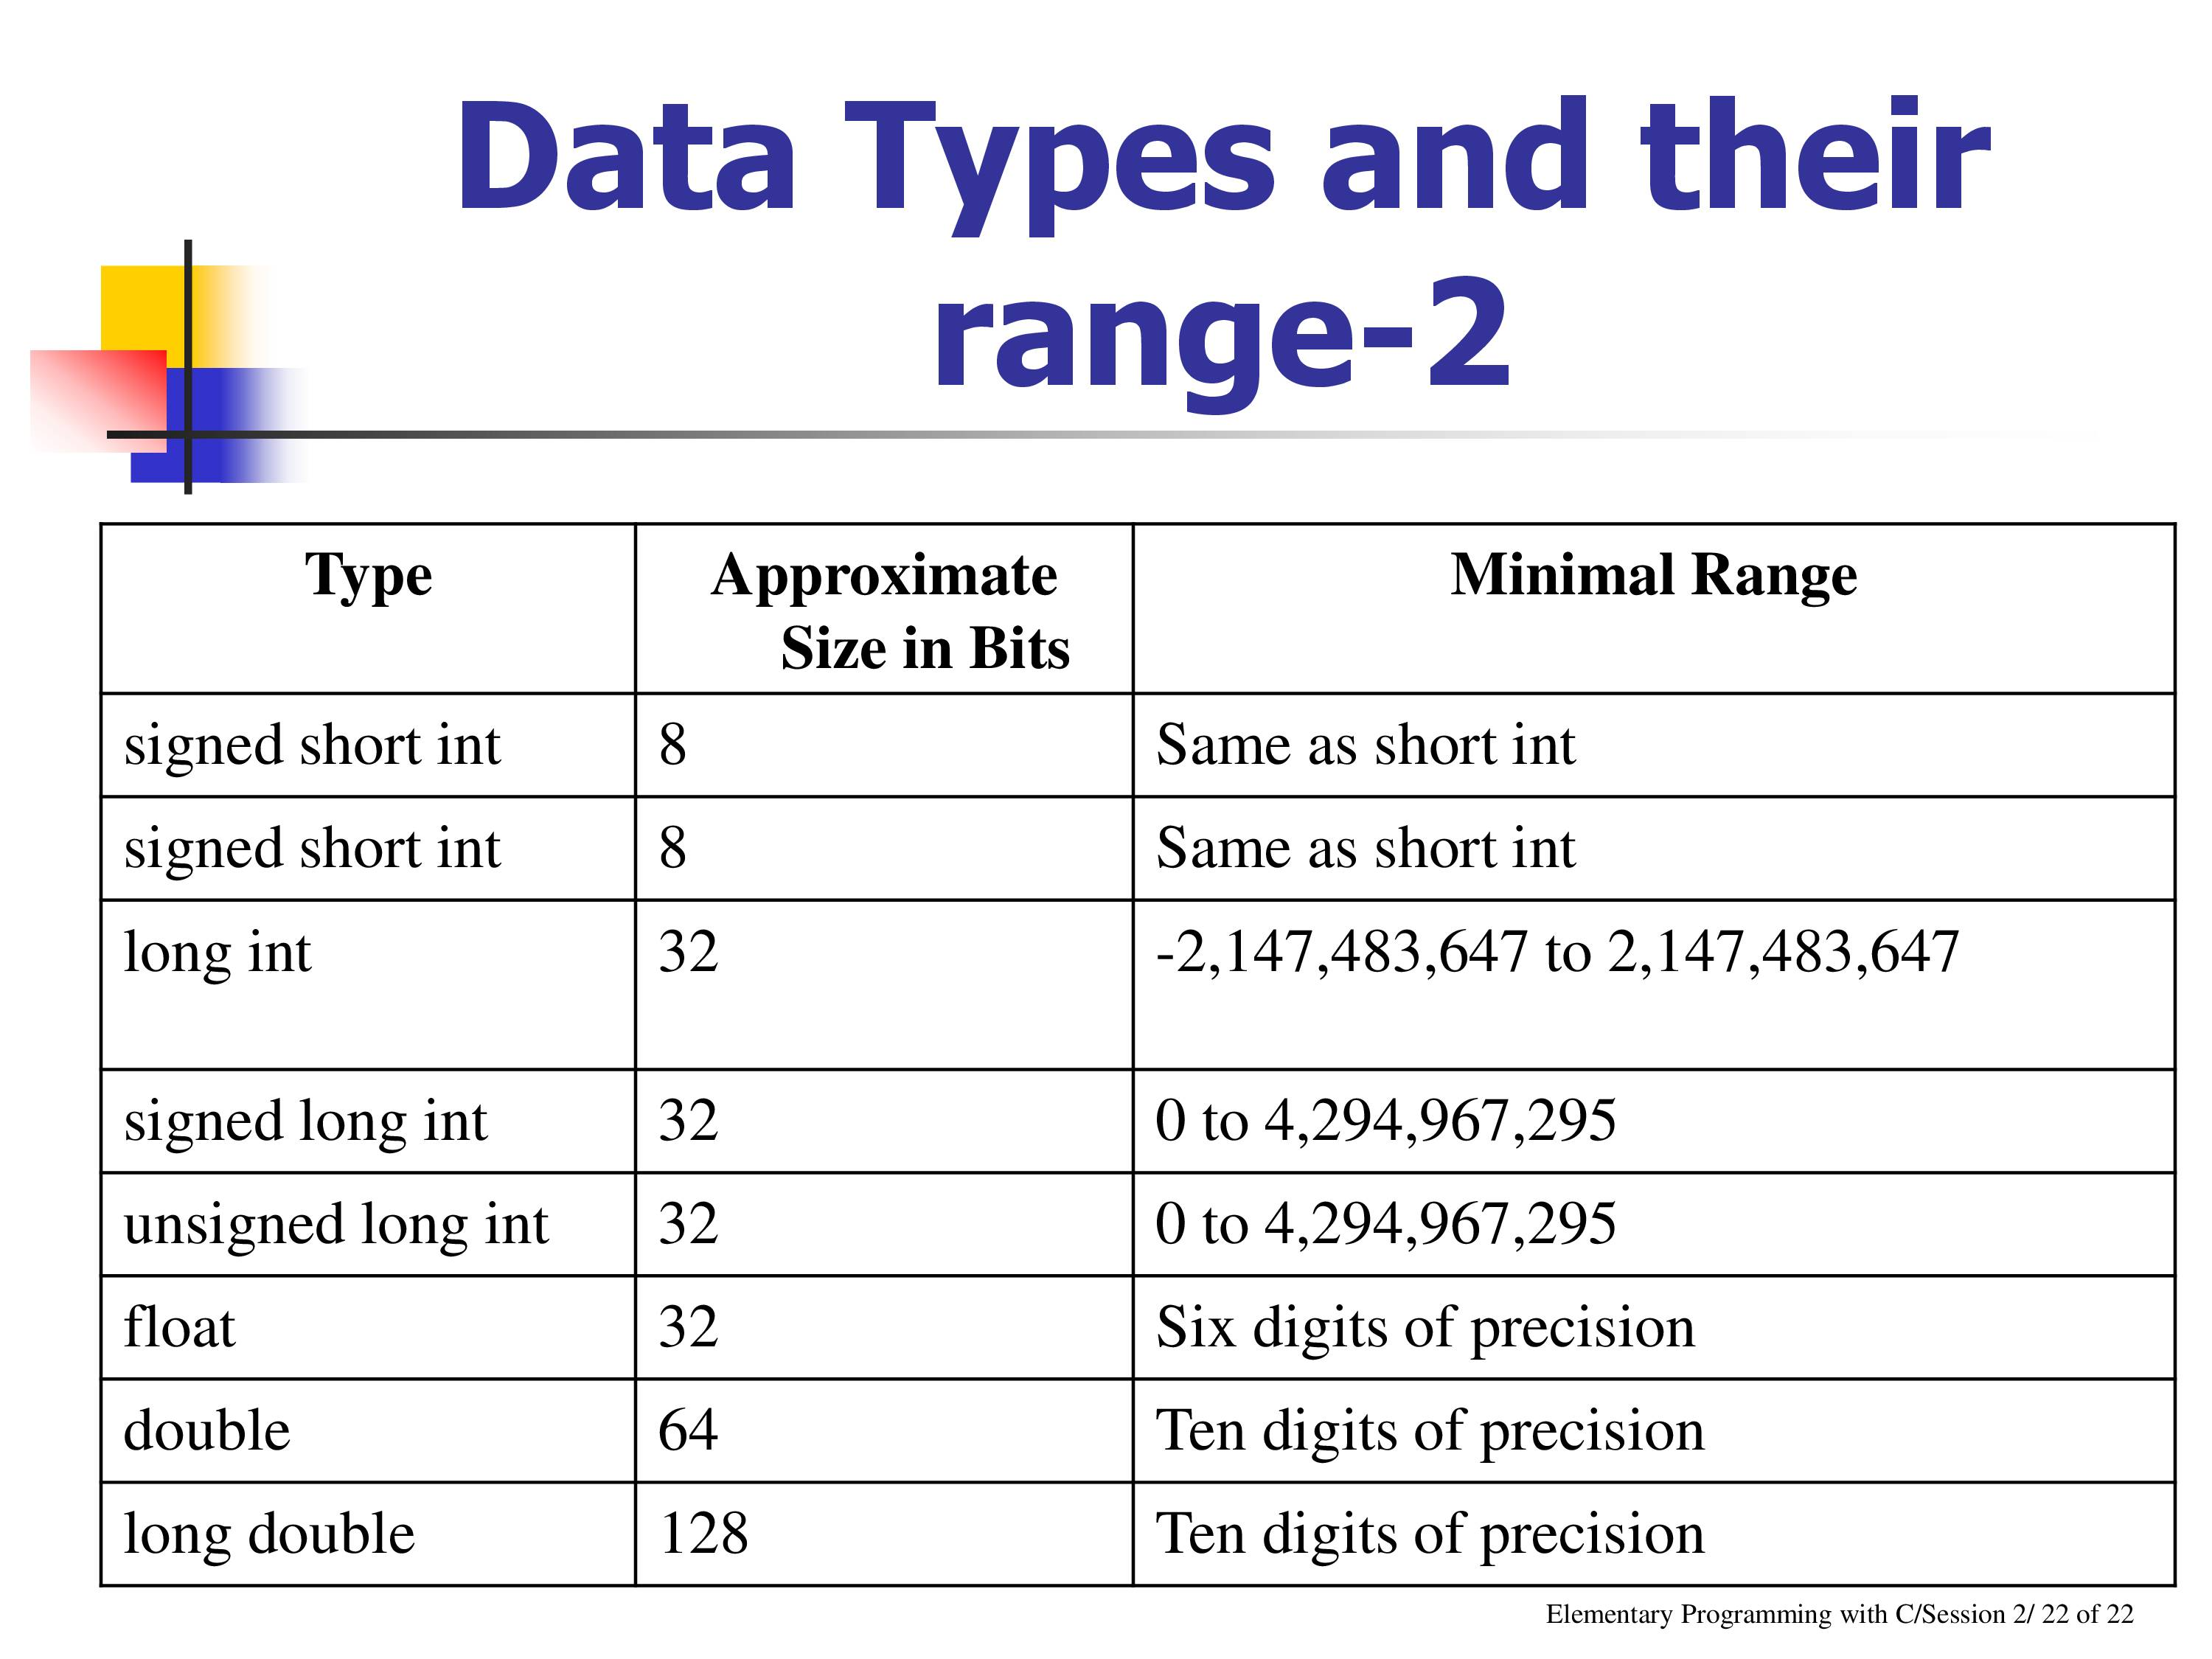 Data Types and their
range-2
Type Approximate Size in Bits Minimal Range
signed short int 8 Same as short int
signed short int 8 Same as short int
long int 32 -2,147,483,647 to 2,147,483,647
signed long int 32 0 to 4,294,967,295
unsigned long int 32 0 to 4,294,967,295
float 32 Six digits of precision
double 64 Ten digits of precision
long double 128 Ten digits of precision
Elementary Programming with C/Session 2/ 22 of 22